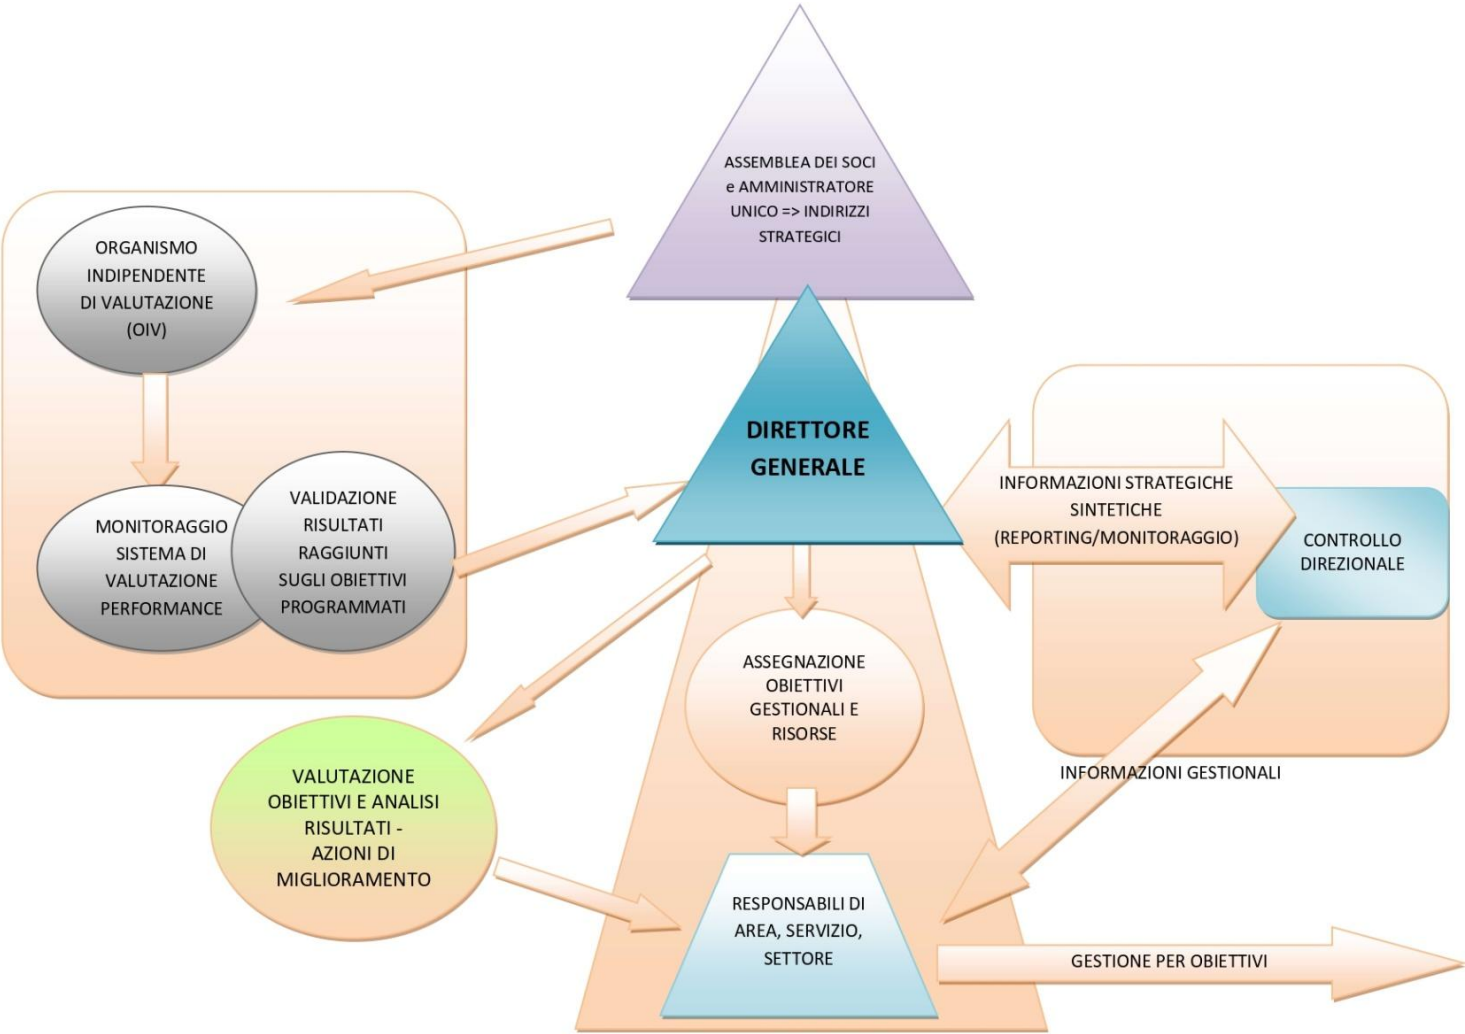 ASSEMBLEA DEI SOCI
e AMMINISTRATORE
UNICO => INDIRIZZI
STRATEGICI
ORGANISMO
INDIPENDENTE
DI VALUTAZIONE
(OIV)
DIRETTORE
GENERALE
MONITORAGGIO
SISTEMA DI
VALUTAZIONE
PERFORMANCE
VALIDAZIONE
RISULTATI
RAGGIUNTI
SUGLI OBIETTIVI
PROGRAMMATI
INFORMAZIONI STRATEGICHE
SINTETICHE
(REPORTING/MONITORAGGIO)
CONTROLLO
DIREZIONALE
ASSEGNAZIONE
OBIETTIVI
GESTIONALI E
RISORSE
INFORMAZIONI GESTIONALI
VALUTAZIONE
OBIETTIVI E ANALISI
RISULTATI -
AZIONI DI
MIGLIORAMENTO
RESPONSABILI DI
AREA, SERVIZIO,
SETTORE
GESTIONE PER OBIETTIVI